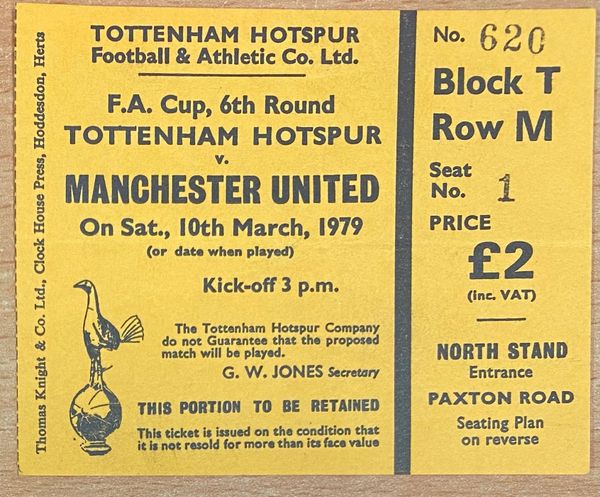 TOTTENHAM HOTSPUR
Football & Athletic Co. Ltd.
F.A. Cup, 6th Round
TOTTENHAM HOTSPUR
v.
MANCHESTER UNITED
On Sat., 10th March, 1979
(or date when played)
Kick-off 3 p.m.
The Tottenham Hotspur Company
do not Guarantee that the proposed
match will be played.
G. W. JONES Secretary
THIS PORTION TO BE RETAINED
This ticket is issued on the condition that
it is not resold for more than its face value
Thomas Knight & Co. Ltd., Clock House Press, Hoddesdon, Herts
No. 620
Block T
Row M
Seat
No. 1
PRICE
£2
(inc. VAT)
NORTH STAND
Entrance
PAXTON ROAD
Seating Plan
on reverse